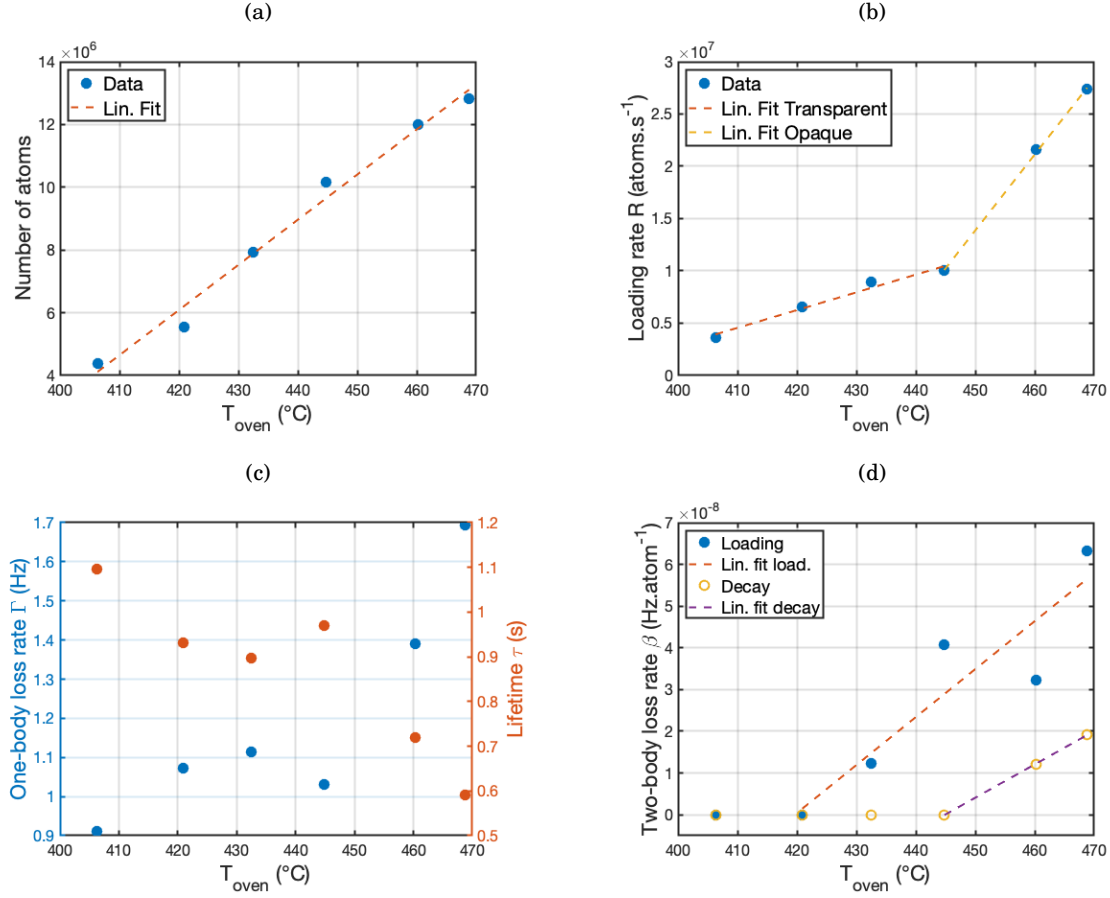 (a)
×10⁶
14
12
10
8
6
4
400 410 420 430 440 450 460 470
Number of atoms
T_oven (°C)
Data
Lin. Fit
(b)
×10⁷
3
2.5
2
1.5
1
0.5
0
400 410 420 430 440 450 460 470
Loading rate R (atoms.s⁻¹)
T_oven (°C)
Data
Lin. Fit Transparent
Lin. Fit Opaque
(c)
1.7
1.6
1.5
1.4
1.3
1.2
1.1
1
0.9
One-body loss rate Γ (Hz)
1.2
1.1
1
0.9
0.8
0.7
0.6
0.5
Lifetime τ (s)
400 410 420 430 440 450 460 470
T_oven (°C)
(d)
×10⁻⁸
7
6
5
4
3
2
1
0
400 410 420 430 440 450 460 470
Two-body loss rate β (Hz.atom⁻¹)
T_oven (°C)
Loading
Lin. fit load.
Decay
Lin. fit decay